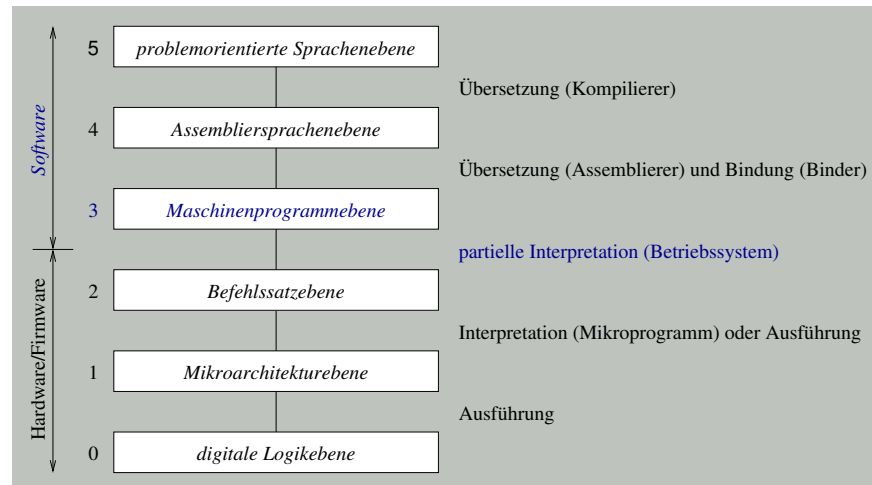 5 problemorientierte Sprachenebene
Übersetzung (Kompilierer)
4 Assembliersprachenebene
Software
Übersetzung (Assemblierer) und Bindung (Binder)
3 Maschinenprogrammebene
partielle Interpretation (Betriebssystem)
2 Befehlssatzebene
Hardware/Firmware
Interpretation (Mikroprogramm) oder Ausführung
1 Mikroarchitekturebene
Ausführung
0 digitale Logikebene